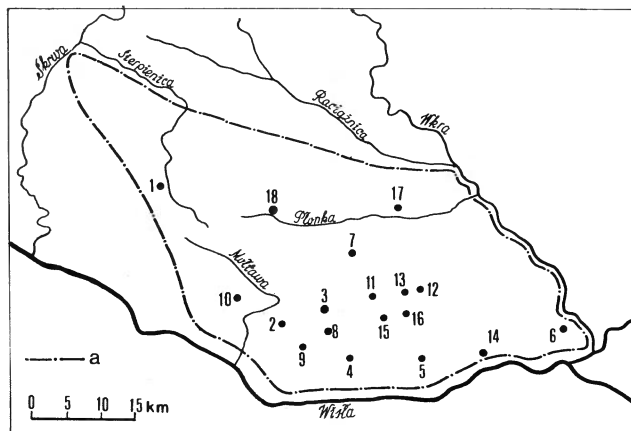 Skrwa
Sierpienica
Raciążnica
Wkra
1
18
17
Płonka
7
Mołtawa
10
11
13
12
3
2
8
15
16
9
4
5
14
6
a
0 5 10 15 km
Wisła